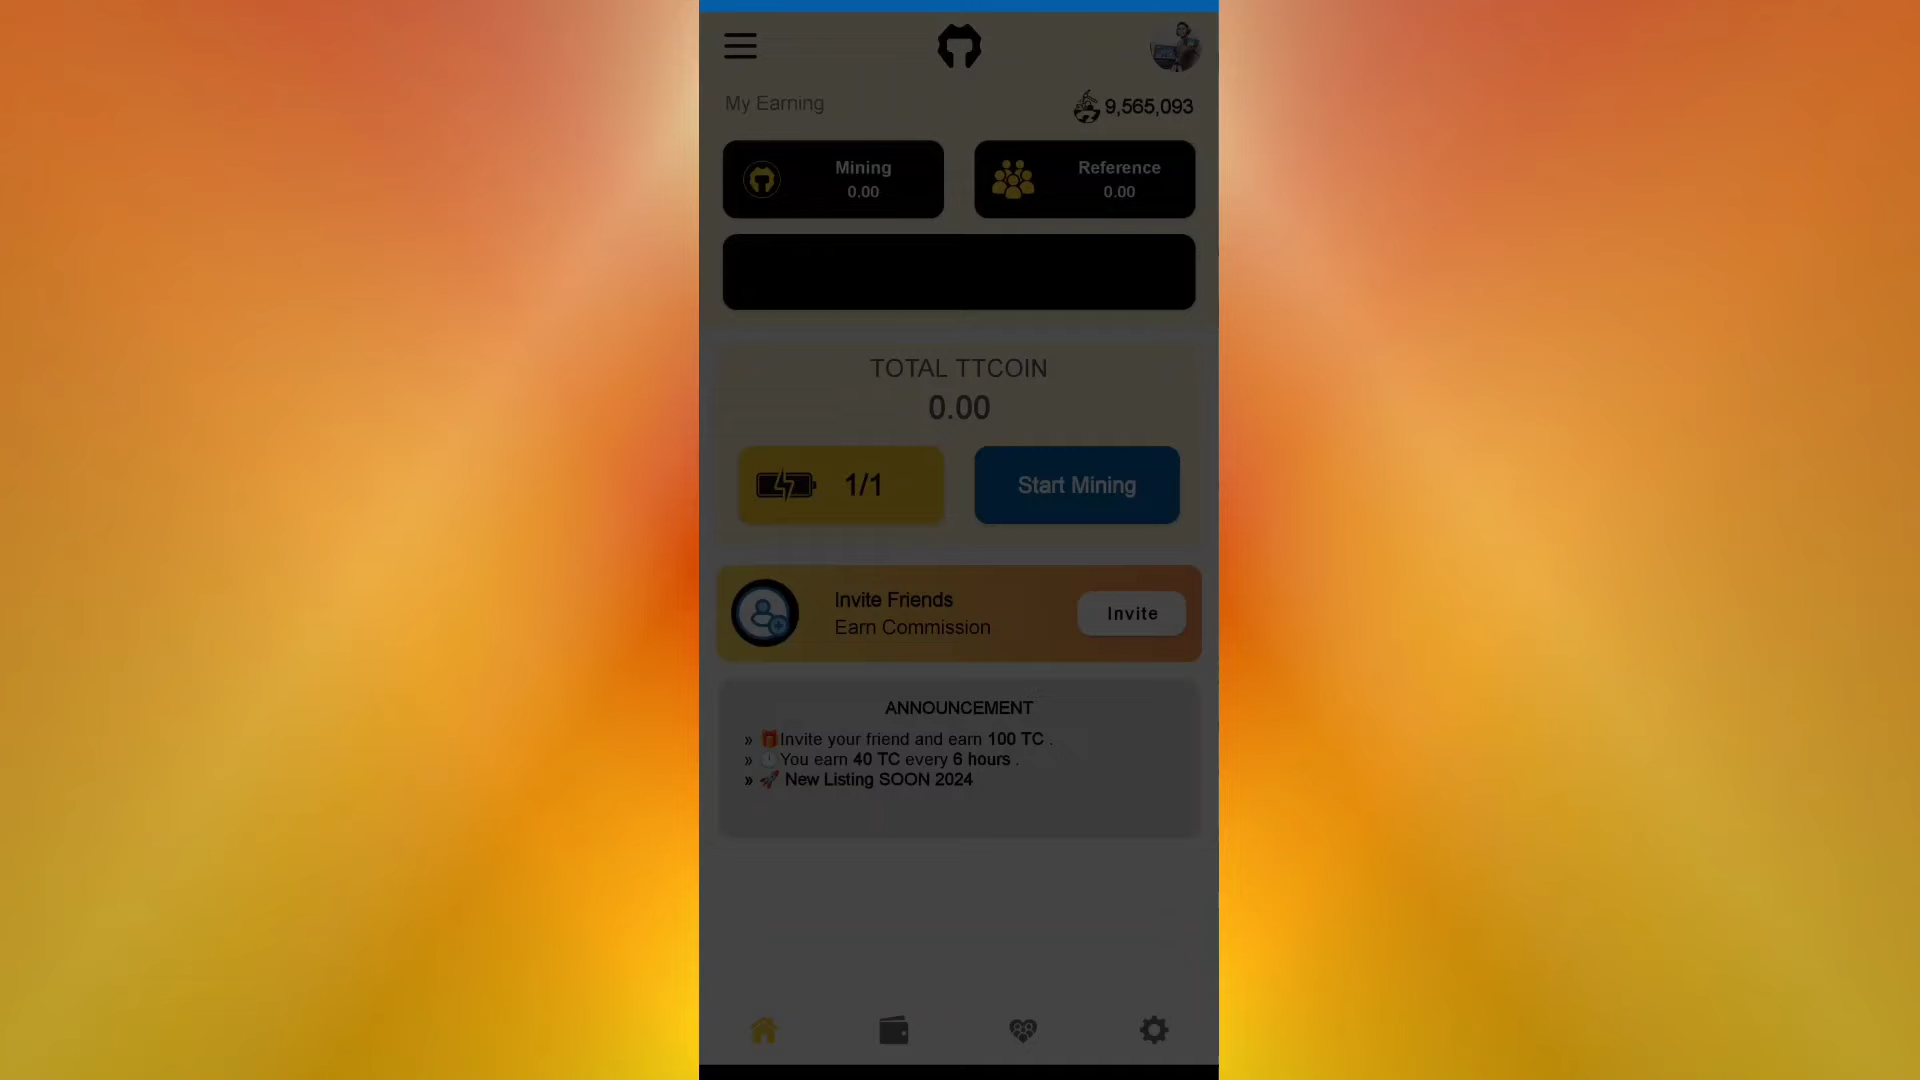 My Earning
9,565,093
Mining
0.00
Reference
0.00
TOTAL TTCOIN
0.00
1/1
Start Mining
Invite Friends
Earn Commission
Invite
ANNOUNCEMENT
» 🎁Invite your friend and earn 100 TC .
» 🕛You earn 40 TC every 6 hours .
» 🚀 New Listing SOON 2024